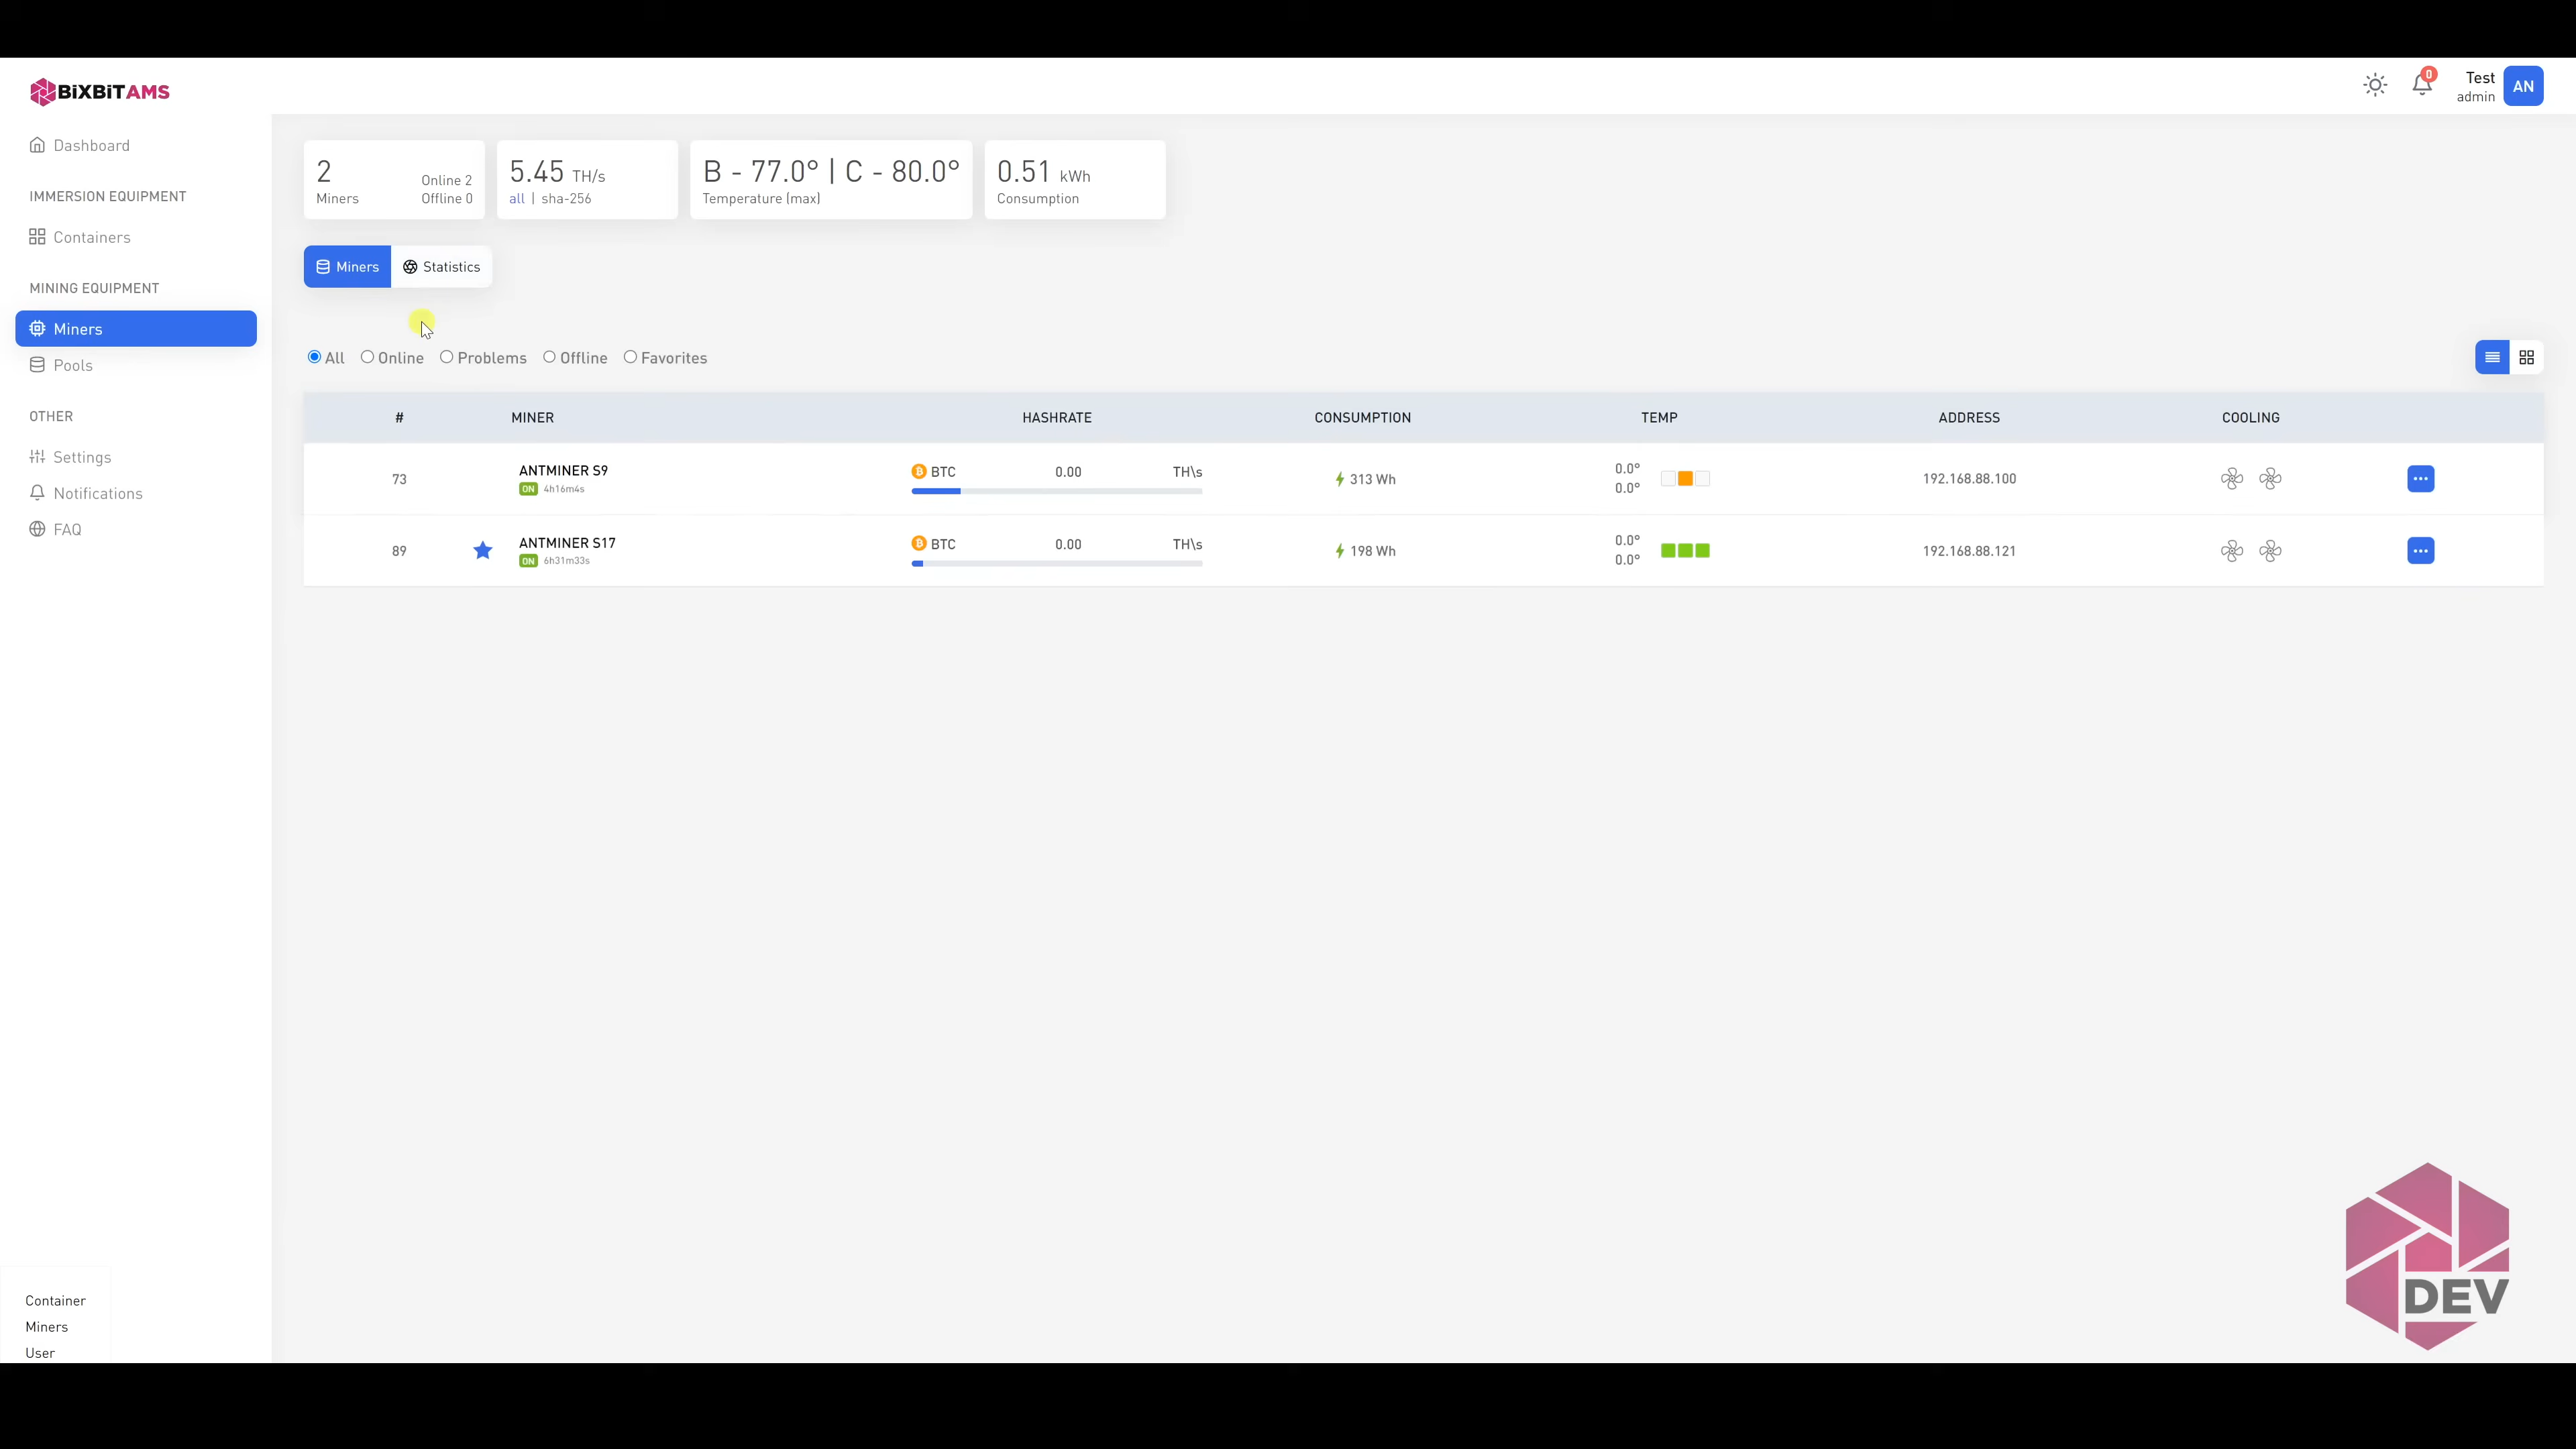 BiXBiTAMS
0
Test
admin
AN
Dashboard
IMMERSION EQUIPMENT
Containers
MINING EQUIPMENT
Miners
Pools
OTHER
Settings
Notifications
FAQ
Container
Miners
User
2
Miners
Online 2
Offline 0
5.45 TH/s
all | sha-256
B - 77.0° | C - 80.0°
Temperature (max)
0.51 kWh
Consumption
Miners Statistics
All Online Problems Offline Favorites
# MINER HASHRATE CONSUMPTION TEMP ADDRESS COOLING
73 ANTMINER S9 BTC 0.00 TH\s 313 Wh 0.0° 192.168.88.100
ON 4h16m4s 0.0°
89 ANTMINER S17 BTC 0.00 TH\s 198 Wh 0.0° 192.168.88.121
ON 6h31m33s 0.0°
DEV